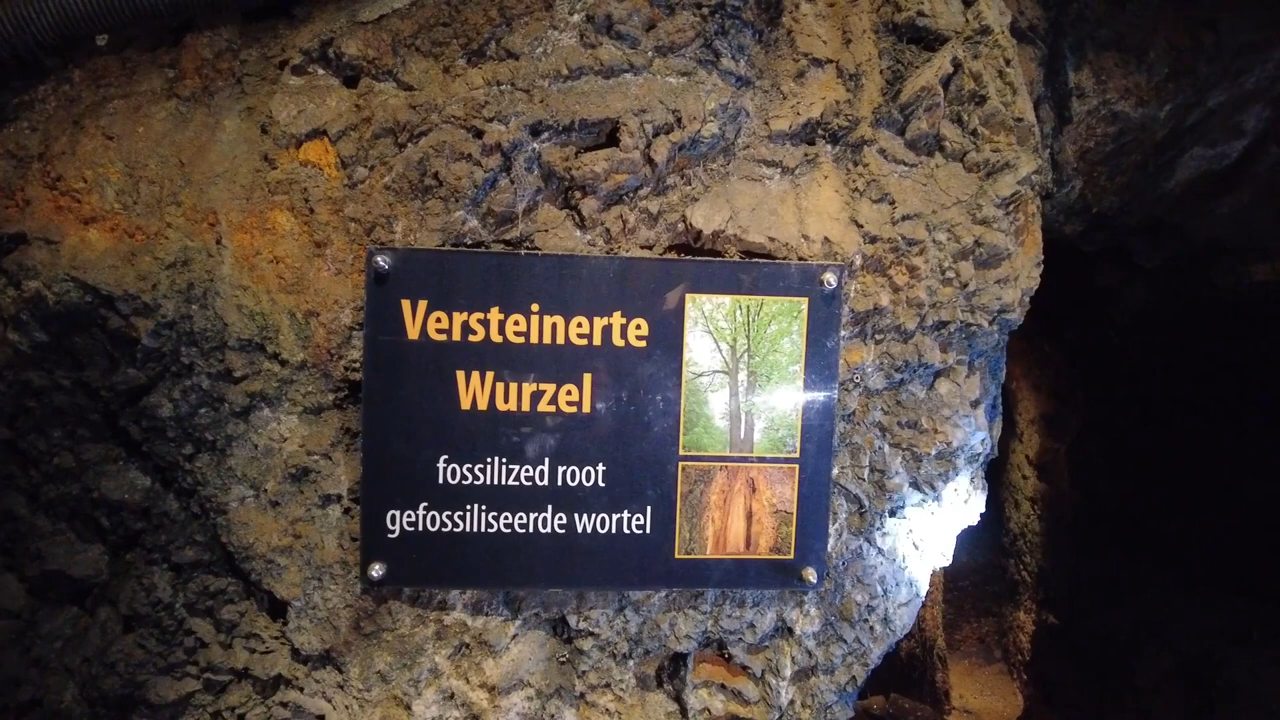 Versteinerte
Wurzel
fossilized root
gefossiliseerde wortel